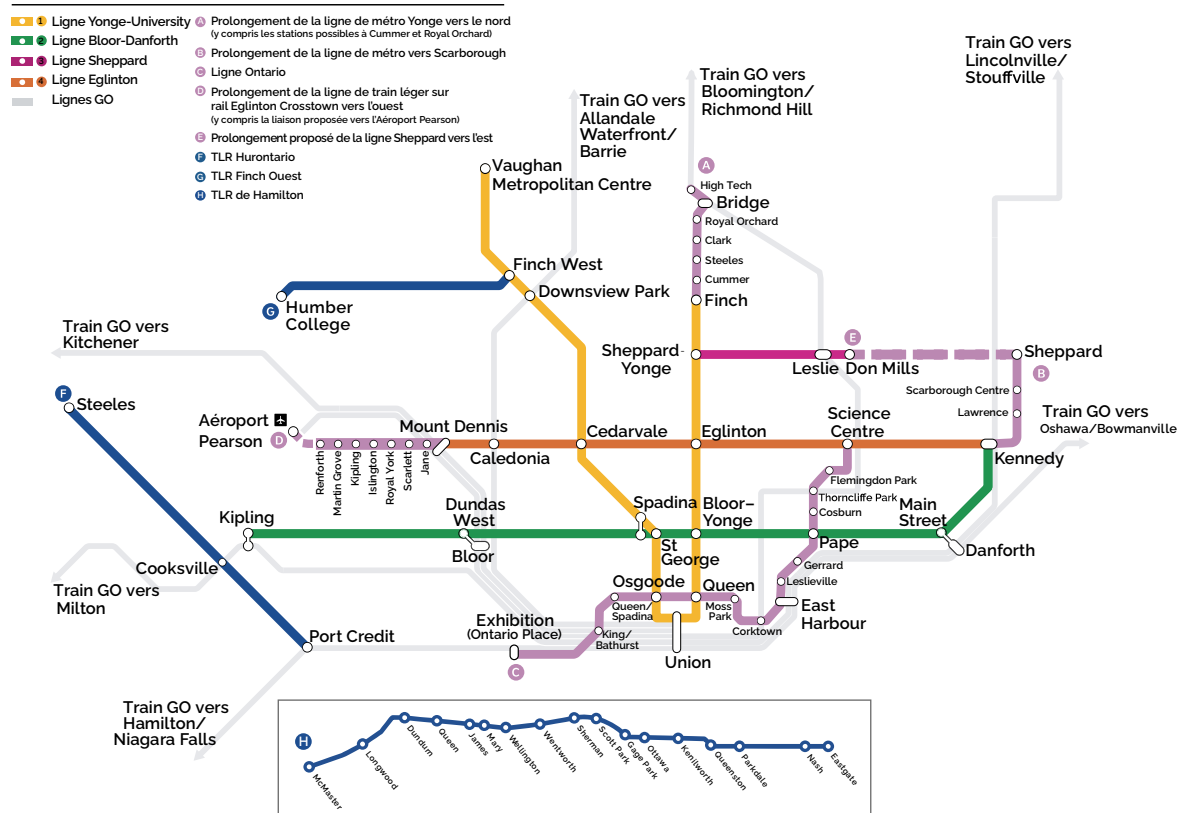 1 Ligne Yonge-University
2 Ligne Bloor-Danforth
3 Ligne Sheppard
4 Ligne Eglinton
Lignes GO
A Prolongement de la ligne de métro Yonge vers le nord
(y compris les stations possibles à Cummer et Royal Orchard)
B Prolongement de la ligne de métro vers Scarborough
C Ligne Ontario
D Prolongement de la ligne de train léger sur
rail Eglinton Crosstown vers l'ouest
(y compris la liaison proposée vers l'Aéroport Pearson)
E Prolongement proposé de la ligne Sheppard vers l'est
F TLR Hurontario
G TLR Finch Ouest
H TLR de Hamilton
Train GO vers
Allandale
Waterfront/
Barrie
Train GO vers
Bloomington/
Richmond Hill
Train GO vers
Lincolnville/
Stouffville
Vaughan
Metropolitan Centre
A
High Tech
Bridge
Royal Orchard
Clark
Steeles
Cummer
Finch
Finch West
Downsview Park
G
Humber
College
Train GO vers
Kitchener
Sheppard-
Yonge
Leslie
E
Don Mills
Sheppard
B
Scarborough Centre
Lawrence
Train GO vers
Oshawa/Bowmanville
F
Steeles
Aéroport
Pearson
D
Renforth
Martin Grove
Kipling
Islington
Royal York
Scarlett
Jane
Mount Dennis
Caledonia
Cedarvale
Eglinton
Science
Centre
Kennedy
Flemingdon Park
Thorncliffe Park
Cosburn
Kipling
Dundas
West
Bloor
Spadina
St
George
Bloor–
Yonge
Pape
Main
Street
Danforth
Cooksville
Train GO vers
Milton
Gerrard
Leslieville
East
Harbour
Osgoode
Queen/
Spadina
Queen
Moss
Park
Corktown
Exhibition
(Ontario Place)
King/
Bathurst
C
Union
Port Credit
Train GO vers
Hamilton/
Niagara Falls
H
McMaster
Longwood
Dundurn
Queen
James
Mary
Wellington
Wentworth
Sherman
Scott Park
Gage Park
Ottawa
Kenilworth
Queenston
Parkdale
Nash
Eastgate